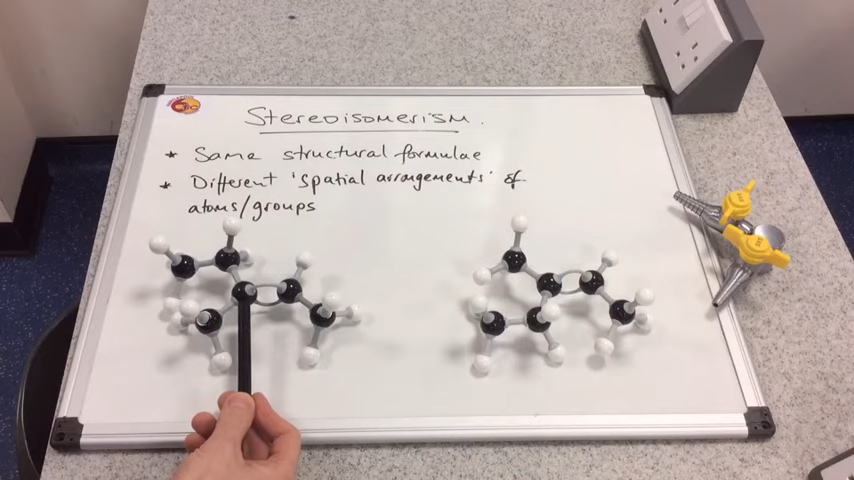 Stereoisomerism.
* Same structural formulae
* Different 'spatial arrangements' of
atoms/groups